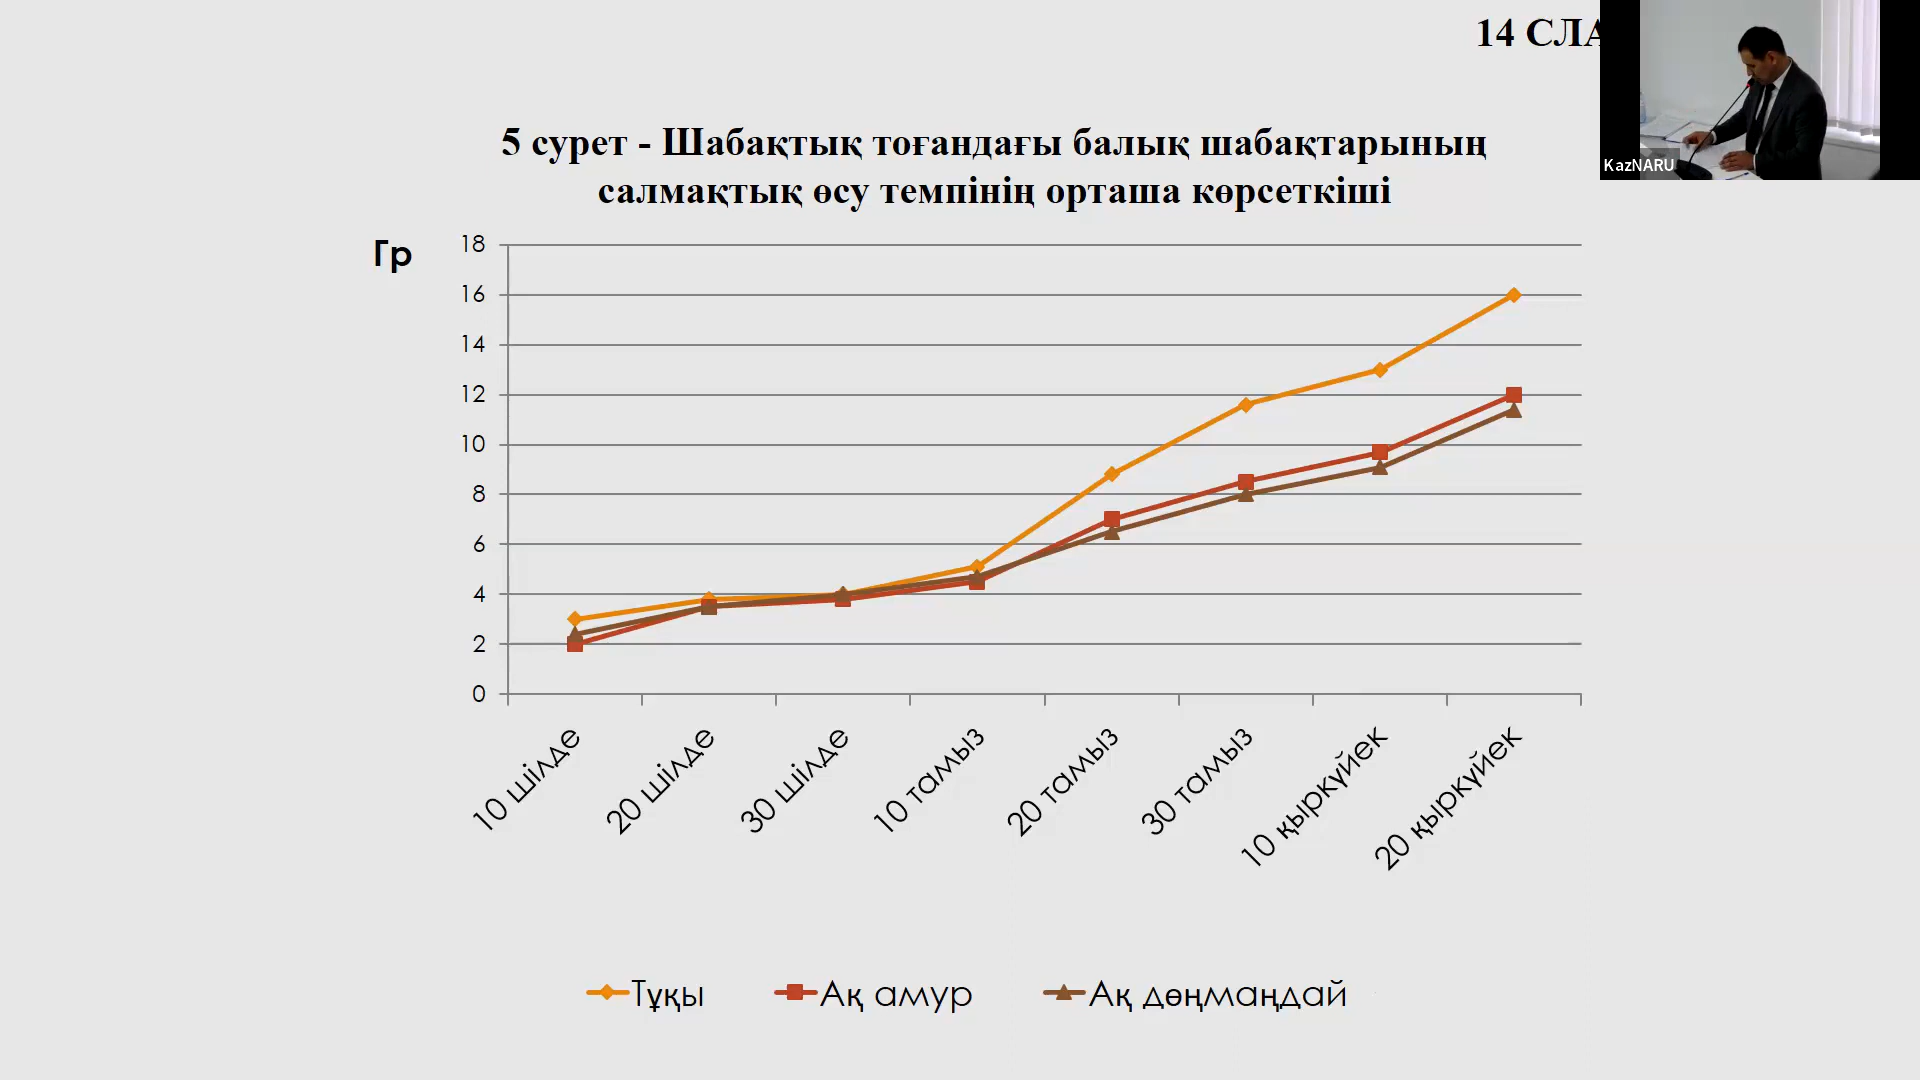 14 СЛА
KazNARU
5 сурет - Шабақтық тоғандағы балық шабақтарының
салмақтық өсу темпінің орташа көрсеткіші
Гр
18
16
14
12
10
8
6
4
2
0
10 шілде
20 шілде
30 шілде
10 тамыз
20 тамыз
30 тамыз
10 қыркүйек
20 қыркүйек
Тұқы
Ақ амур
Ақ дөңмаңдай